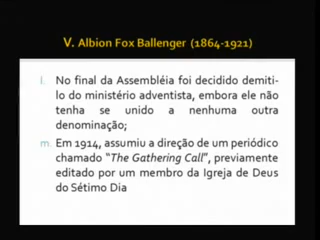 V. Albion Fox Ballenger (1864-1921)
l. No final da Assembléia foi decidido demiti-
lo do ministério adventista, embora ele não
tenha se unido a nenhuma outra
denominação;
m. Em 1914, assumiu a direção de um periódico
chamado "The Gathering Call", previamente
editado por um membro da Igreja de Deus
do Sétimo Dia